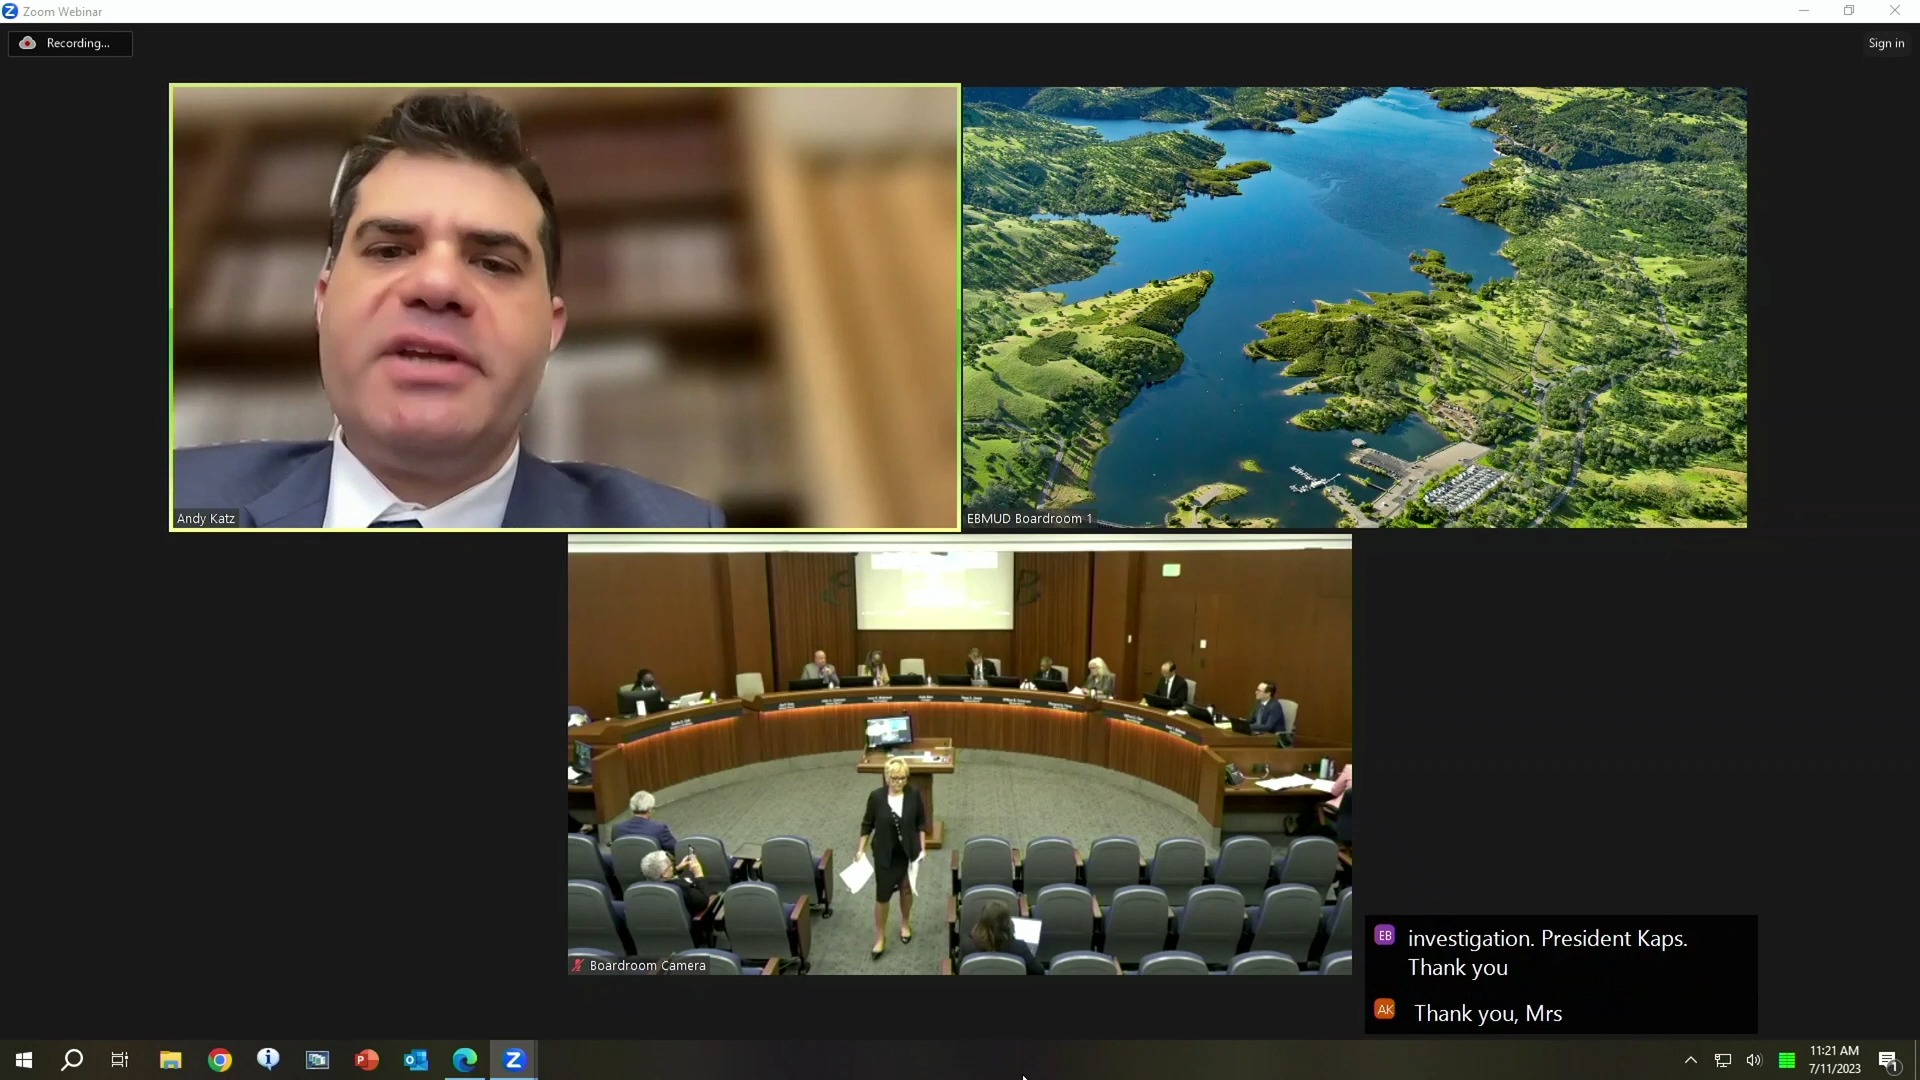 Zoom Webinar
Recording...
Sign in
Andy Katz
EBMUD Boardroom 1
Boardroom Camera
EB
investigation. President Kaps.
Thank you
AK
Thank you, Mrs
11:21 AM
7/11/2023
1